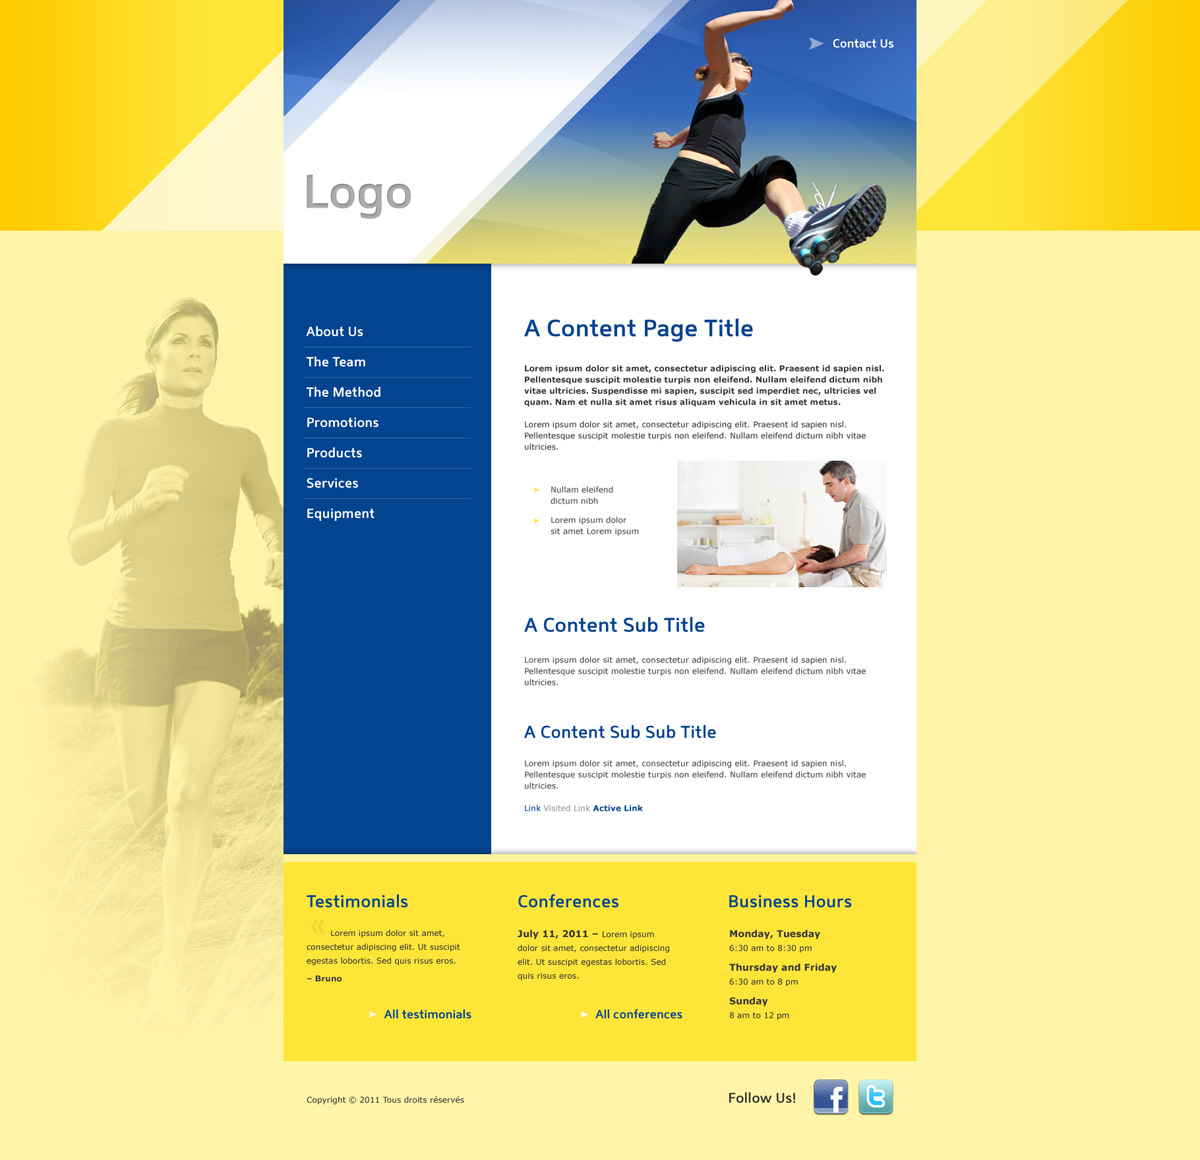 Contact Us
Logo
About Us
The Team
The Method
Promotions
Products
Services
Equipment
A Content Page Title
Lorem ipsum dolor sit amet, consectetur adipiscing elit. Praesent id sapien nisl.
Pellentesque suscipit molestie turpis non eleifend. Nullam eleifend dictum nibh
vitae ultricies. Suspendisse mi sapien, suscipit sed imperdiet nec, ultricies vel
quam. Nam et nulla sit amet risus aliquam vehicula in sit amet metus.
Lorem ipsum dolor sit amet, consectetur adipiscing elit. Praesent id sapien nisl.
Pellentesque suscipit molestie turpis non eleifend. Nullam eleifend dictum nibh vitae
ultricies.
Nullam eleifend
dictum nibh
Lorem ipsum dolor
sit amet Lorem ipsum
A Content Sub Title
Lorem ipsum dolor sit amet, consectetur adipiscing elit. Praesent id sapien nisl.
Pellentesque suscipit molestie turpis non eleifend. Nullam eleifend dictum nibh vitae
ultricies.
A Content Sub Sub Title
Lorem ipsum dolor sit amet, consectetur adipiscing elit. Praesent id sapien nisl.
Pellentesque suscipit molestie turpis non eleifend. Nullam eleifend dictum nibh vitae
ultricies.
Link Visited Link Active Link
Testimonials
« Lorem ipsum dolor sit amet,
consectetur adipiscing elit. Ut suscipit
egestas lobortis. Sed quis risus eros.
– Bruno
All testimonials
Conferences
July 11, 2011 – Lorem ipsum
dolor sit amet, consectetur adipiscing
elit. Ut suscipit egestas lobortis. Sed
quis risus eros.
All conferences
Business Hours
Monday, Tuesday
6:30 am to 8:30 pm
Thursday and Friday
6:30 am to 8 pm
Sunday
8 am to 12 pm
Copyright © 2011 Tous droits réservés
Follow Us!
f
t